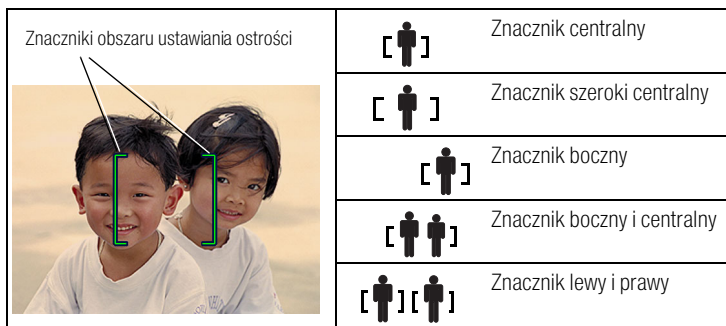 Znaczniki obszaru ustawiania ostrości
Znacznik centralny
Znacznik szeroki centralny
Znacznik boczny
Znacznik boczny i centralny
Znacznik lewy i prawy